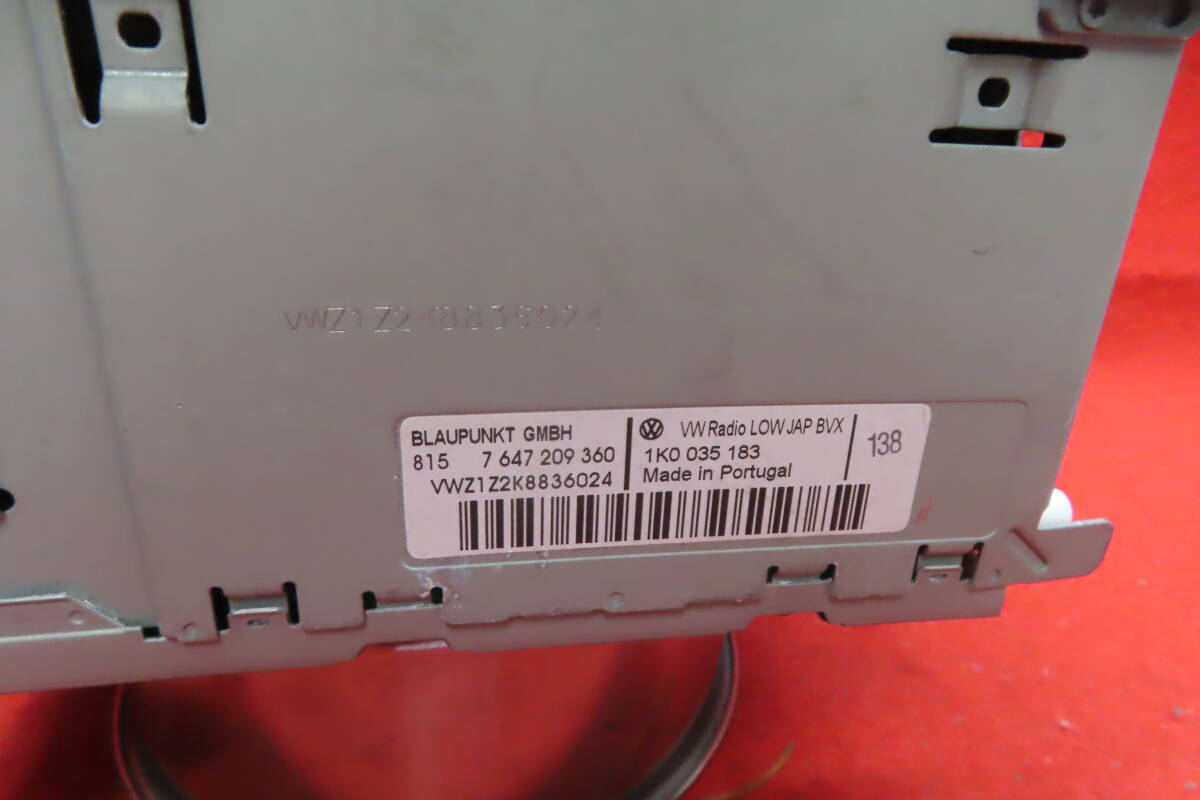 VWZ1Z2K8836024
BLAUPUNKT GMBH
815 7 647 209 360
VWZ1Z2K8836024
VW Radio LOW JAP BVX
1K0 035 183
Made in Portugal
138